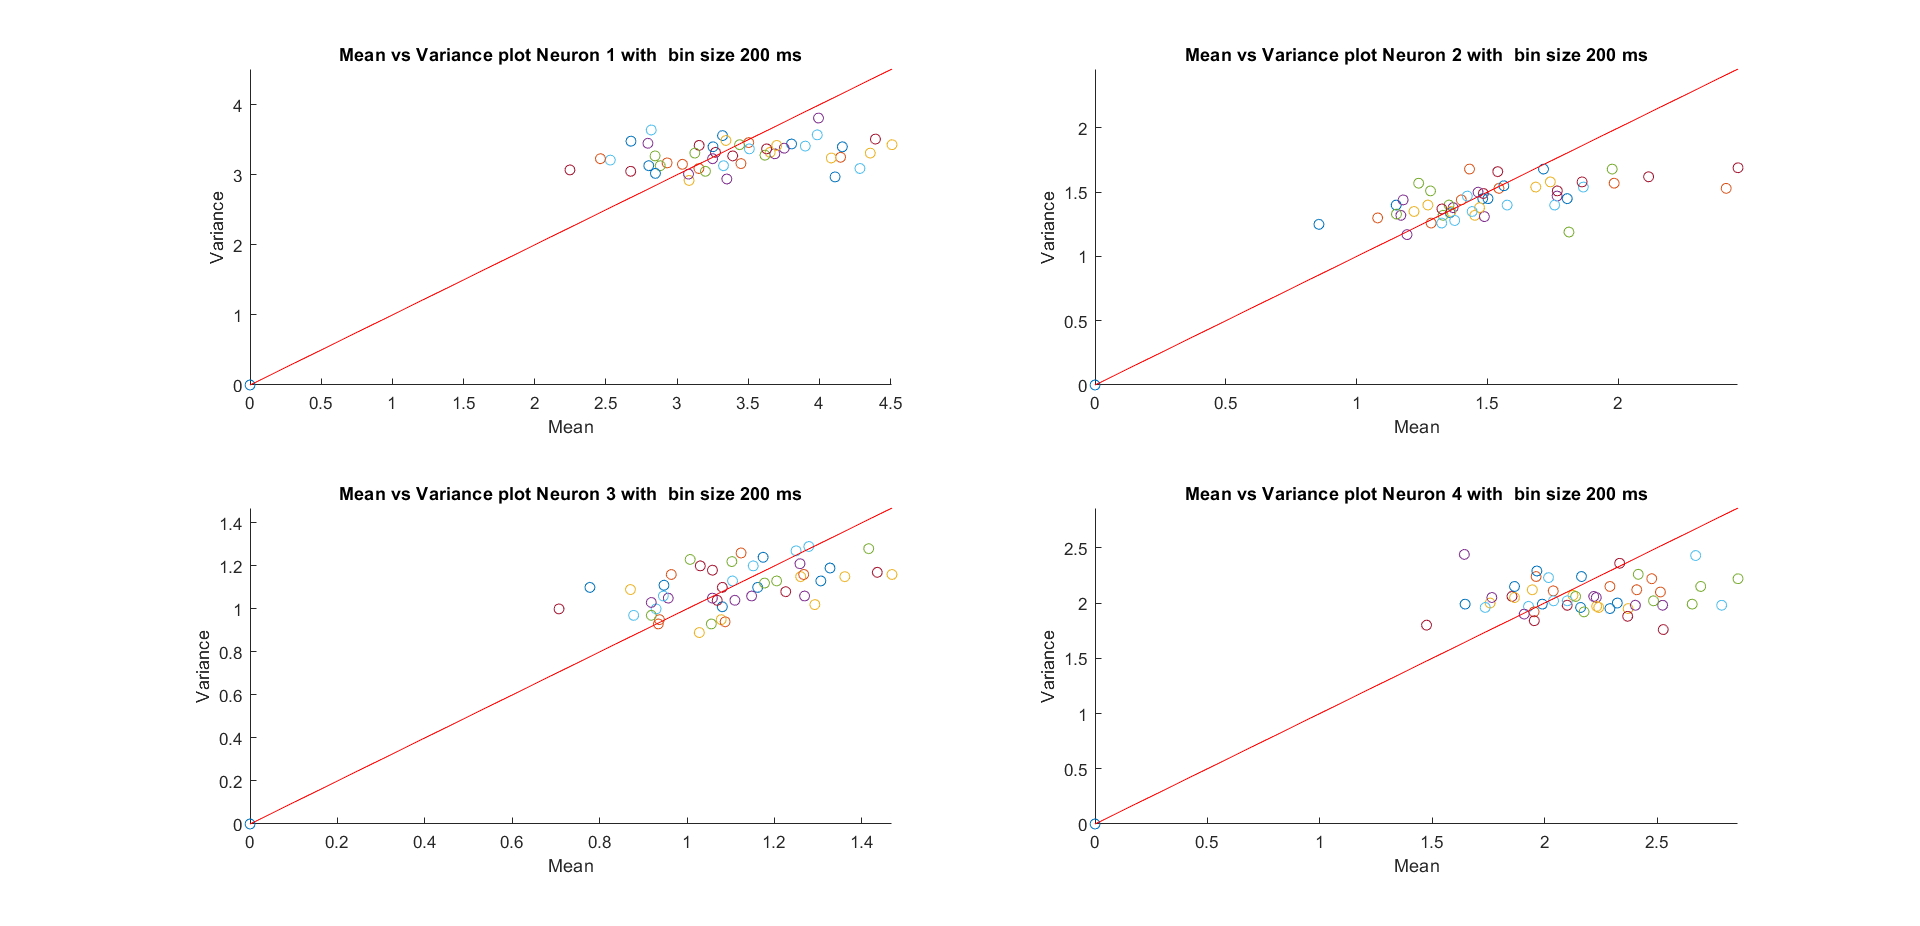 Mean vs Variance plot Neuron 1 with  bin size 200 ms
4
3
2
1
0
Variance
0 0.5 1 1.5 2 2.5 3 3.5 4 4.5
Mean
Mean vs Variance plot Neuron 2 with  bin size 200 ms
2
1.5
1
0.5
0
Variance
0 0.5 1 1.5 2
Mean
Mean vs Variance plot Neuron 3 with  bin size 200 ms
1.4
1.2
1
0.8
0.6
0.4
0.2
0
Variance
0 0.2 0.4 0.6 0.8 1 1.2 1.4
Mean
Mean vs Variance plot Neuron 4 with  bin size 200 ms
2.5
2
1.5
1
0.5
0
Variance
0 0.5 1 1.5 2 2.5
Mean